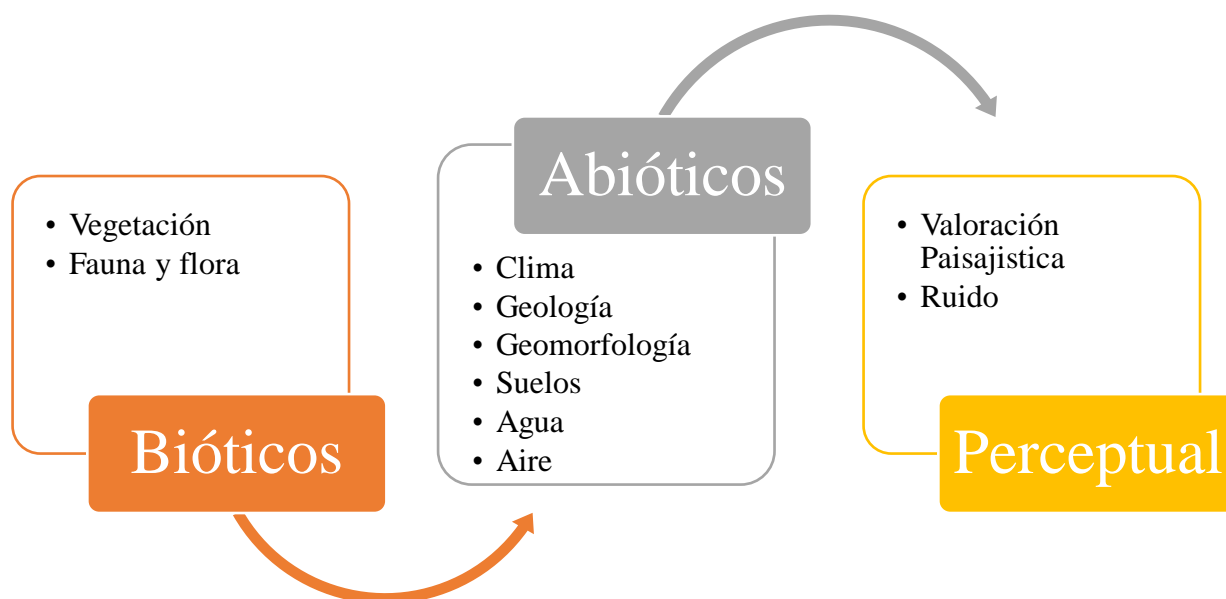 • Vegetación
• Fauna y flora
Bióticos
Abióticos
• Clima
• Geología
• Geomorfología
• Suelos
• Agua
• Aire
• Valoración
Paisajistica
• Ruido
Perceptual